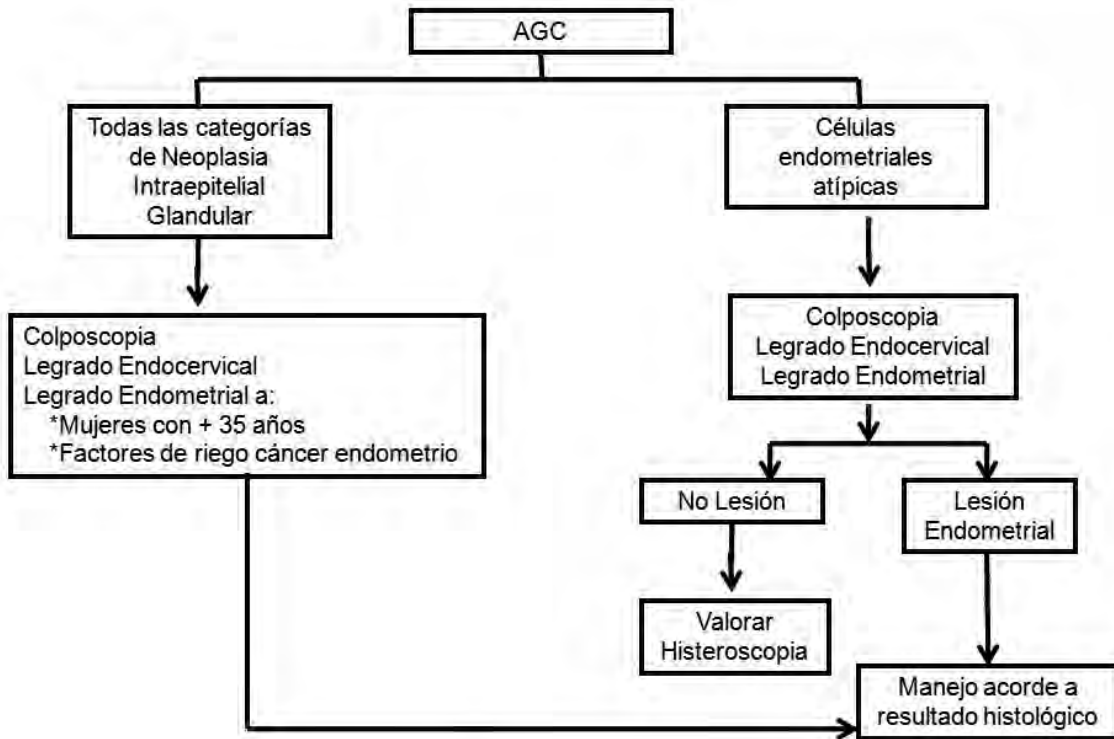 AGC
Todas las categorías
de Neoplasia
Intraepitelial
Glandular
Células
endometriales
atípicas
Colposcopia
Legrado Endocervical
Legrado Endometrial a:
*Mujeres con + 35 años
*Factores de riego cáncer endometrio
Colposcopia
Legrado Endocervical
Legrado Endometrial
No Lesión
Lesión
Endometrial
Valorar
Histeroscopia
Manejo acorde a
resultado histológico